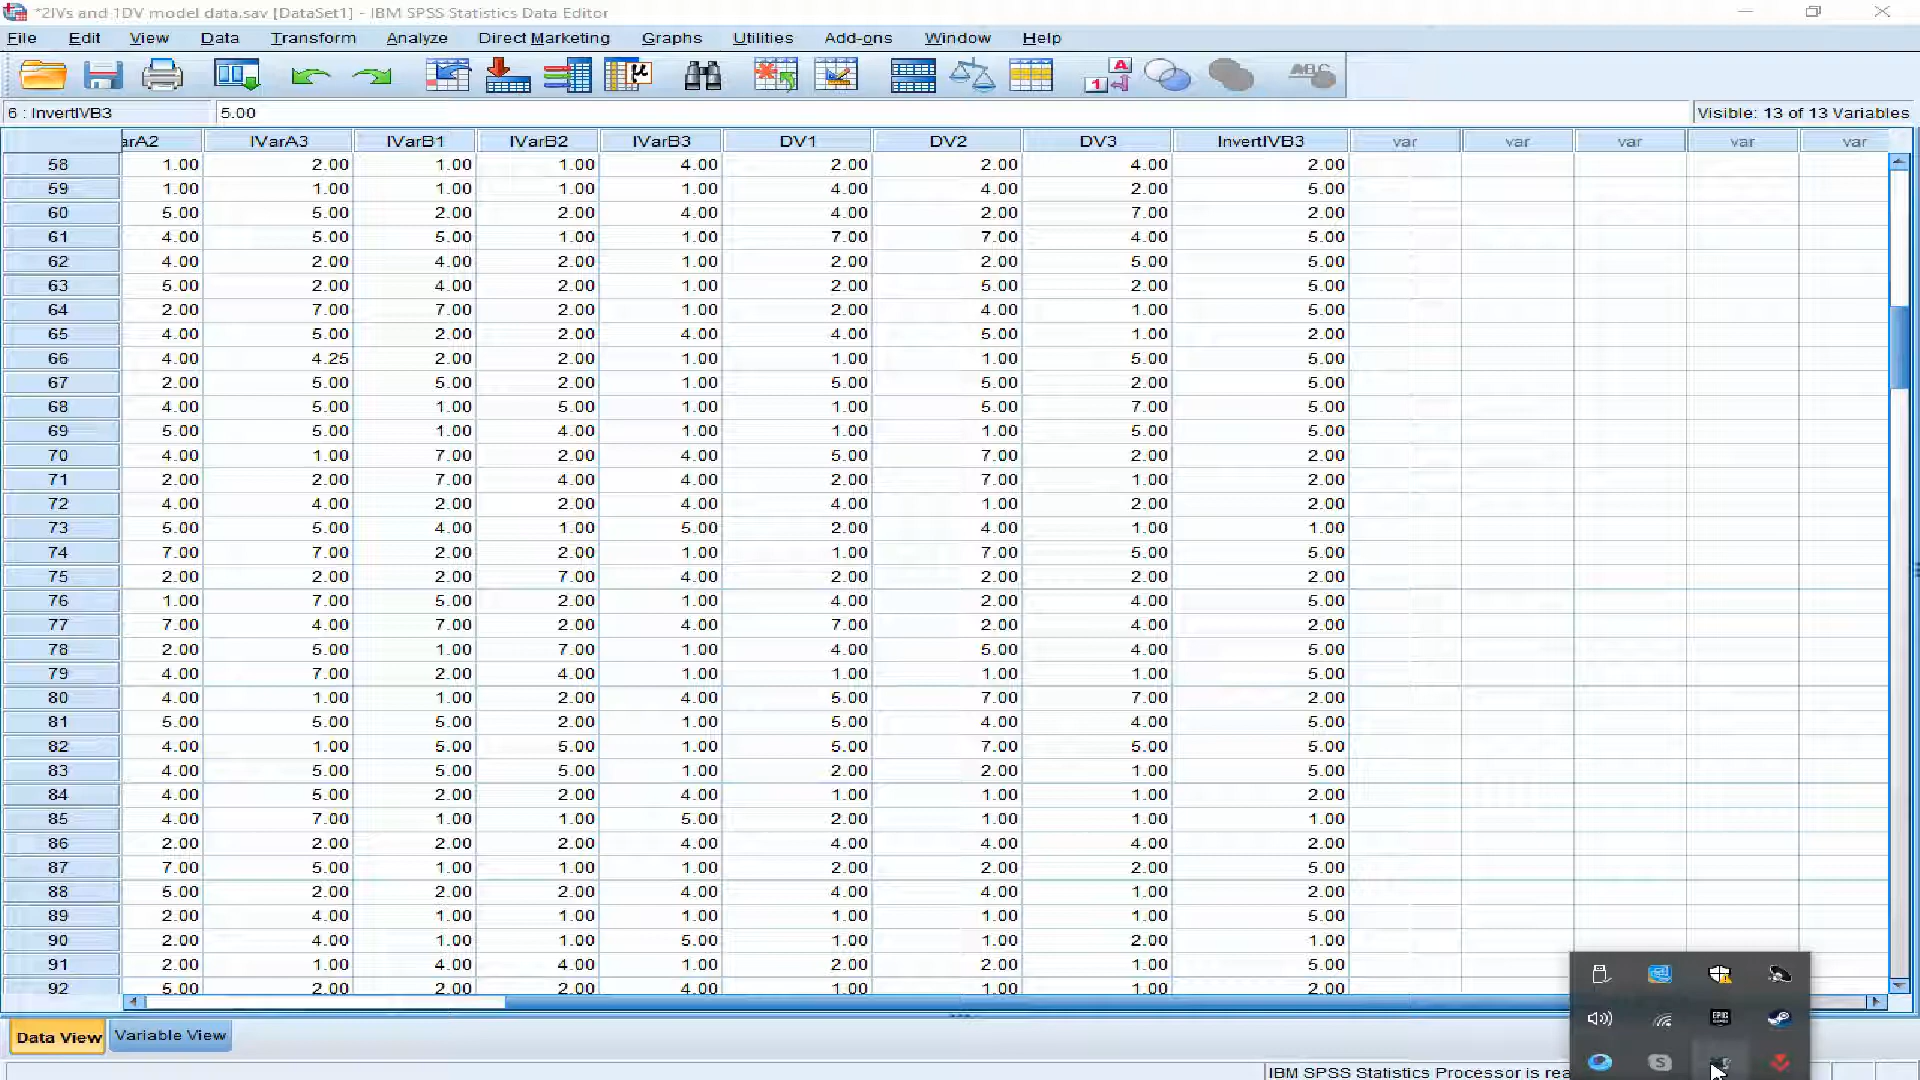 *2IVs and 1DV model data.sav [DataSet1] - IBM SPSS Statistics Data Editor
File Edit View Data Transform Analyze Direct Marketing Graphs Utilities Add-ons Window Help
6 : InvertIVB3 5.00 Visible: 13 of 13 Variables
arA2 IVarA3 IVarB1 IVarB2 IVarB3 DV1 DV2 DV3 InvertIVB3 var var var var var
58 1.00 2.00 1.00 1.00 4.00 2.00 2.00 4.00 2.00
59 1.00 1.00 1.00 1.00 1.00 4.00 4.00 2.00 5.00
60 5.00 5.00 2.00 2.00 4.00 4.00 2.00 7.00 2.00
61 4.00 5.00 5.00 1.00 1.00 7.00 7.00 4.00 5.00
62 4.00 2.00 4.00 2.00 1.00 2.00 2.00 5.00 5.00
63 5.00 2.00 4.00 2.00 1.00 2.00 5.00 2.00 5.00
64 2.00 7.00 7.00 2.00 1.00 2.00 4.00 1.00 5.00
65 4.00 5.00 2.00 2.00 4.00 4.00 5.00 1.00 2.00
66 4.00 4.25 2.00 2.00 1.00 1.00 1.00 5.00 5.00
67 2.00 5.00 5.00 2.00 1.00 5.00 5.00 2.00 5.00
68 4.00 5.00 1.00 5.00 1.00 1.00 5.00 7.00 5.00
69 5.00 5.00 1.00 4.00 1.00 1.00 1.00 5.00 5.00
70 4.00 1.00 7.00 2.00 4.00 5.00 7.00 2.00 2.00
71 2.00 2.00 7.00 4.00 4.00 2.00 7.00 1.00 2.00
72 4.00 4.00 2.00 2.00 4.00 4.00 1.00 2.00 2.00
73 5.00 5.00 4.00 1.00 5.00 2.00 4.00 1.00 1.00
74 7.00 7.00 2.00 2.00 1.00 1.00 7.00 5.00 5.00
75 2.00 2.00 2.00 7.00 4.00 2.00 2.00 2.00 2.00
76 1.00 7.00 5.00 2.00 1.00 4.00 2.00 4.00 5.00
77 7.00 4.00 7.00 2.00 4.00 7.00 2.00 4.00 2.00
78 2.00 5.00 1.00 7.00 1.00 4.00 5.00 4.00 5.00
79 4.00 7.00 2.00 4.00 1.00 1.00 1.00 1.00 5.00
80 4.00 1.00 1.00 2.00 4.00 5.00 7.00 7.00 2.00
81 5.00 5.00 5.00 2.00 1.00 5.00 4.00 4.00 5.00
82 4.00 1.00 5.00 5.00 1.00 5.00 7.00 5.00 5.00
83 4.00 5.00 5.00 5.00 1.00 2.00 2.00 1.00 5.00
84 4.00 5.00 2.00 2.00 4.00 1.00 1.00 1.00 2.00
85 4.00 7.00 1.00 1.00 5.00 2.00 1.00 1.00 1.00
86 2.00 2.00 2.00 2.00 4.00 4.00 4.00 4.00 2.00
87 7.00 5.00 1.00 1.00 1.00 2.00 2.00 2.00 5.00
88 5.00 2.00 2.00 2.00 4.00 4.00 4.00 1.00 2.00
89 2.00 4.00 1.00 1.00 1.00 1.00 1.00 1.00 5.00
90 2.00 4.00 1.00 1.00 5.00 1.00 1.00 2.00 1.00
91 2.00 1.00 4.00 4.00 1.00 2.00 2.00 1.00 5.00
92 5.00 2.00 2.00 2.00 4.00 1.00 1.00 1.00 2.00
Data View Variable View
IBM SPSS Statistics Processor is rea